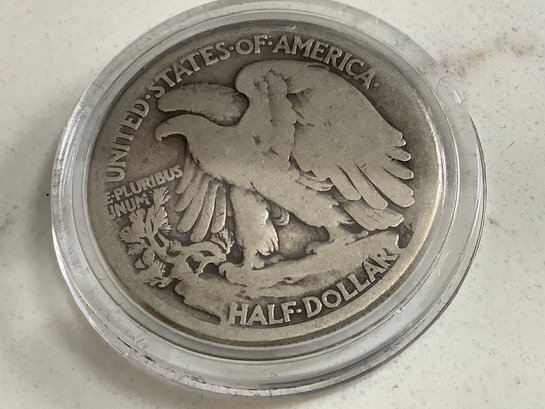 UNITED·STATES·OF·AMERICA·
E·PLURIBUS
UNUM
HALF·DOLLAR